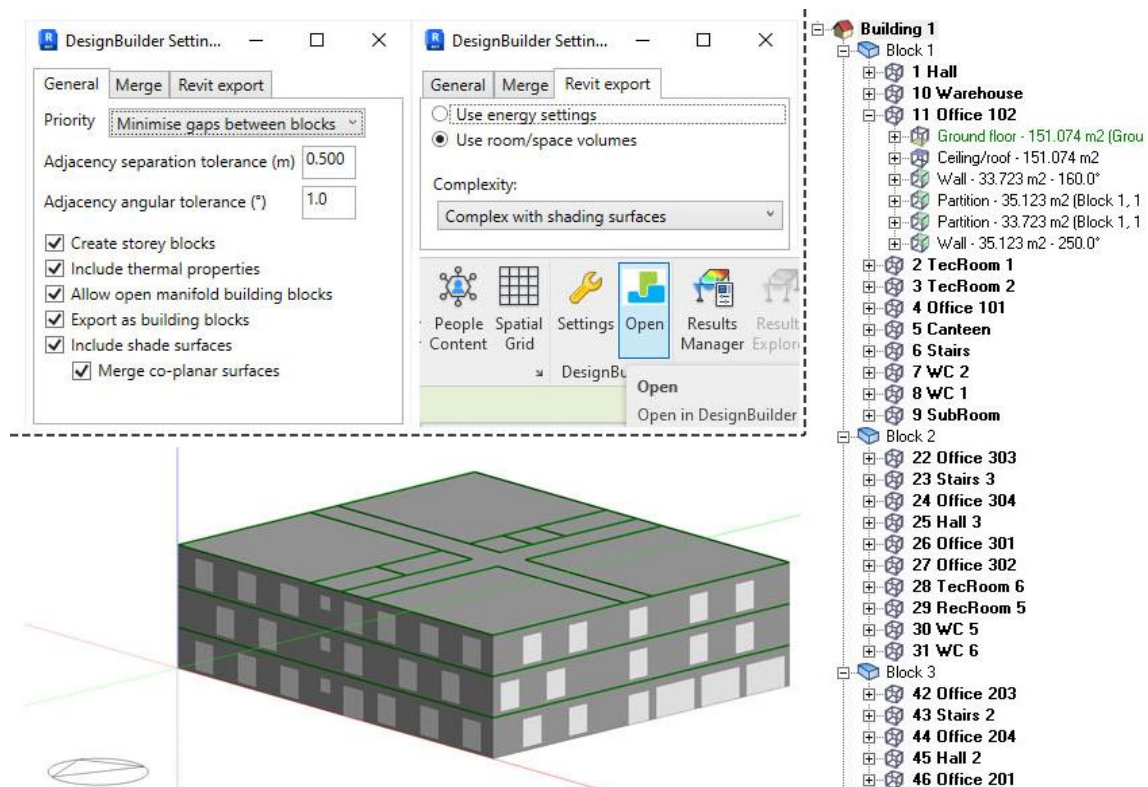 DesignBuilder Settin...
General Merge Revit export
Priority Minimise gaps between blocks
Adjacency separation tolerance (m) 0.500
Adjacency angular tolerance (°) 1.0
Create storey blocks
Include thermal properties
Allow open manifold building blocks
Export as building blocks
Include shade surfaces
Merge co-planar surfaces
DesignBuilder Settin...
General Merge Revit export
Use energy settings
Use room/space volumes
Complexity:
Complex with shading surfaces
People Spatial Settings Open Results Result
Content Grid Manager Explor
DesignBu
Open
Open in DesignBuilder
Building 1
Block 1
1 Hall
10 Warehouse
11 Office 102
Ground floor - 151.074 m2 (Grou
Ceiling/roof - 151.074 m2
Wall - 33.723 m2 - 160.0°
Partition - 35.123 m2 (Block 1, 1
Partition - 33.723 m2 (Block 1, 1
Wall - 35.123 m2 - 250.0°
2 TecRoom 1
3 TecRoom 2
4 Office 101
5 Canteen
6 Stairs
7 WC 2
8 WC 1
9 SubRoom
Block 2
22 Office 303
23 Stairs 3
24 Office 304
25 Hall 3
26 Office 301
27 Office 302
28 TecRoom 6
29 RecRoom 5
30 WC 5
31 WC 6
Block 3
42 Office 203
43 Stairs 2
44 Office 204
45 Hall 2
46 Office 201